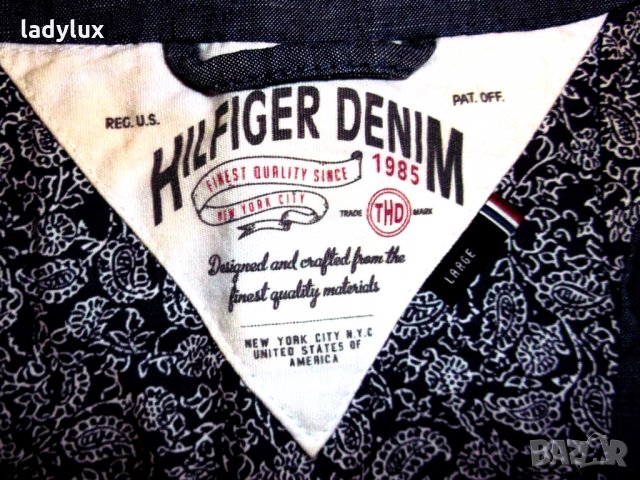 ladylux
REG. U.S.
PAT. OFF.
HILFIGER DENIM
FINEST QUALITY SINCE
1985
NEW YORK CITY
TRADE THD MARK
Designed and crafted from the
finest quality materials
LARGE
NEW YORK CITY N.Y.C
UNITED STATES OF
AMERICA
BAZAR